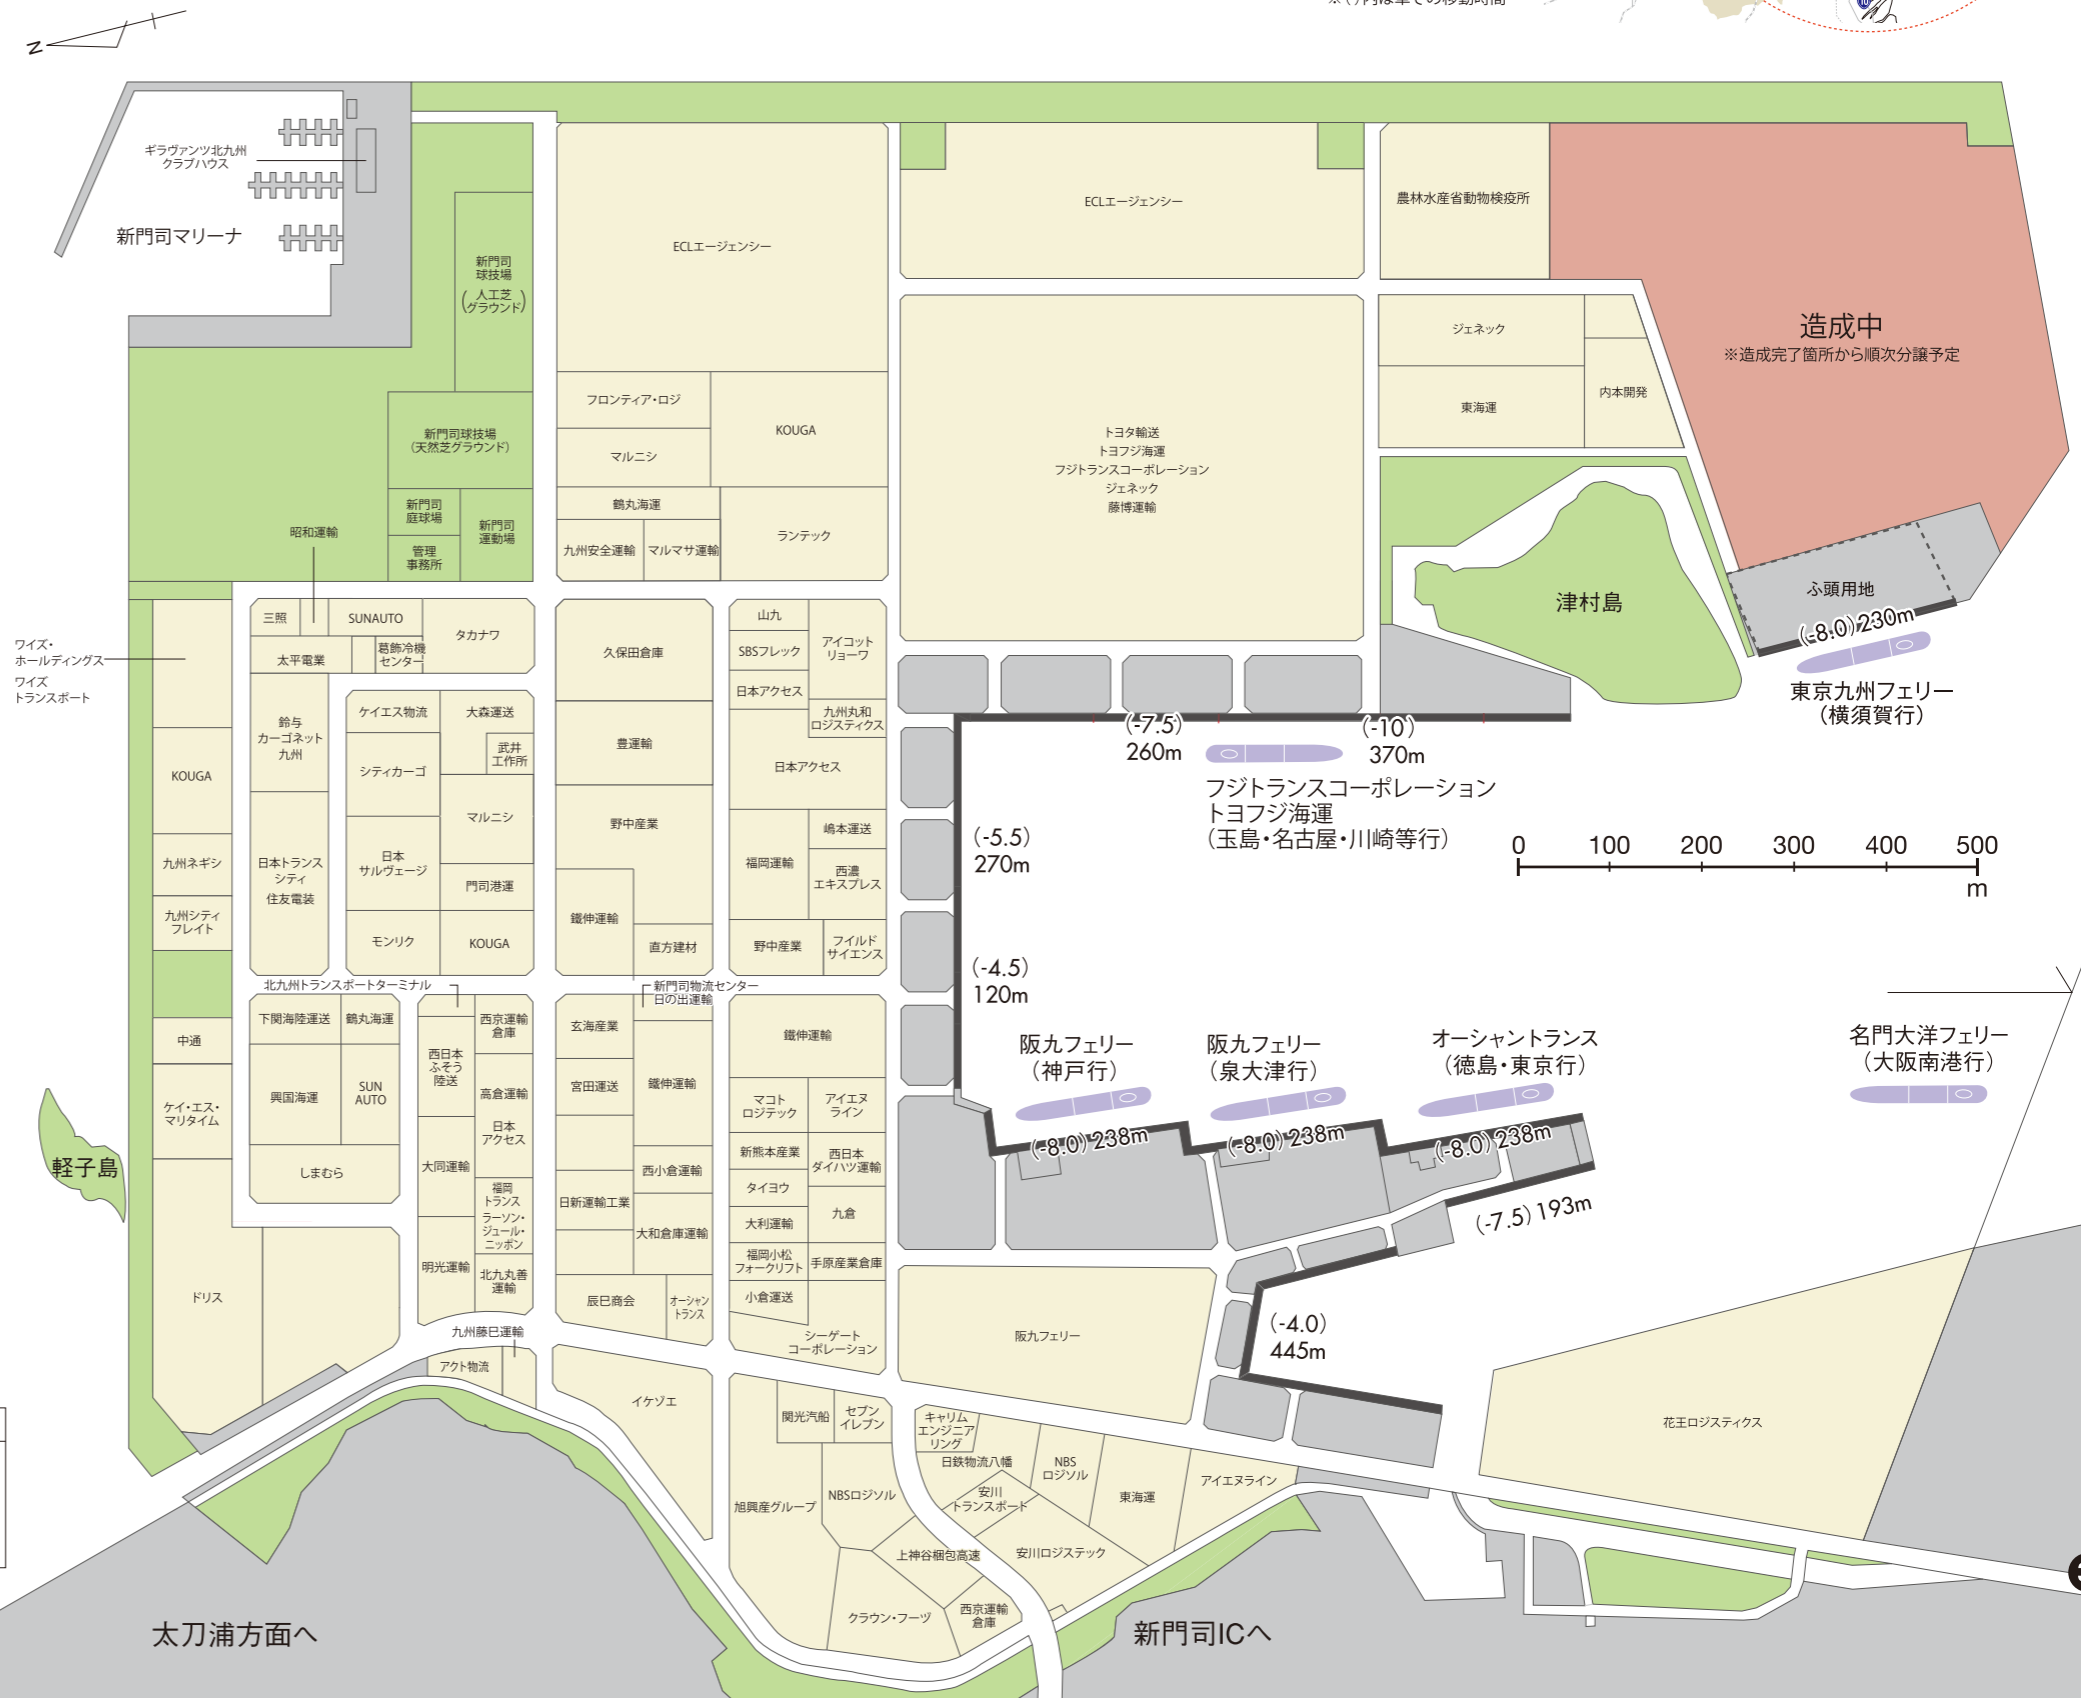 N
ギラヴァンツ北九州
クラブハウス
新門司マリーナ
新門司
球技場
（人工芝
グラウンド）
新門司球技場
（天然芝グラウンド）
新門司
庭球場
管理
事務所
新門司
運動場
ECLエージェンシー
フロンティア・ロジ
マルニシ
KOUGA
鶴丸海運
九州安全運輸
マルマサ運輸
ランテック
ECLエージェンシー
農林水産省動物検疫所
造成中
※造成完了箇所から順次分譲予定
ジェネック
東海運
内本開発
トヨタ輸送
トヨフジ海運
フジトランスコーポレーション
ジェネック
藤博運輸
津村島
ふ頭用地
(-8.0)230m
東京九州フェリー
（横須賀行）
昭和運輸
ワイズ・
ホールディングス
ワイズ
トランスポート
KOUGA
九州ネギシ
九州シティ
フレイト
中通
ケイ・エス・
マリタイム
ドリス
三照
SUNAUTO
太平電業
葛飾冷機
センター
タカナワ
鈴与
カーゴネット
九州
日本トランス
シティ
住友電装
ケイエス物流
大森運送
武井
工作所
シティカーゴ
マルニシ
日本
サルヴェージ
門司港運
モンリク
KOUGA
久保田倉庫
豊運輸
野中産業
鐵伸運輸
直方建材
山九
SBSフレック
日本アクセス
アイコット
リョーワ
九州丸和
ロジスティクス
日本アクセス
福岡運輸
嶋本運送
西濃
エキスプレス
野中産業
フイルド
サイエンス
(-7.5)
260m
(-10)
370m
フジトランスコーポレーション
トヨフジ海運
（玉島・名古屋・川崎等行）
(-5.5)
270m
(-4.5)
120m
0 100 200 300 400 500
m
北九州トランスポートターミナル
下関海陸運送
鶴丸海運
興国海運
SUN
AUTO
しまむら
西日本
ふそう
陸送
大同運輸
明光運輸
西京運輸
倉庫
高倉運輸
日本
アクセス
福岡
トランス
ラーソン・
ジュール・
ニッポン
北九丸善
運輸
新門司物流センター
日の出運輸
玄海産業
宮田運送
鐵伸運輸
西小倉運輸
日新運輸工業
大和倉庫運輸
辰巳商会
オーシャン
トランス
鐵伸運輸
マコト
ロジテック
アイエヌ
ライン
新熊本産業
西日本
ダイハツ運輸
タイヨウ
大利運輸
九倉
福岡小松
フォークリフト
手原産業倉庫
小倉運送
シーゲート
コーポレーション
阪九フェリー
（神戸行）
(-8.0)238m
阪九フェリー
（泉大津行）
(-8.0)238m
オーシャントランス
（徳島・東京行）
(-8.0)238m
(-7.5)193m
名門大洋フェリー
（大阪南港行）
軽子島
九州藤巳運輸
アクト物流
イケゾエ
阪九フェリー
(-4.0)
445m
花王ロジスティクス
関光汽船
セブン
イレブン
旭興産グループ
NBSロジソル
キャリム
エンジニア
リング
日鉄物流八幡
安川
トランスポート
NBS
ロジソル
東海運
アイエヌライン
上神谷梱包高速
安川ロジステック
クラウン・フーヅ
西京運輸
倉庫
太刀浦方面へ
新門司ICへ